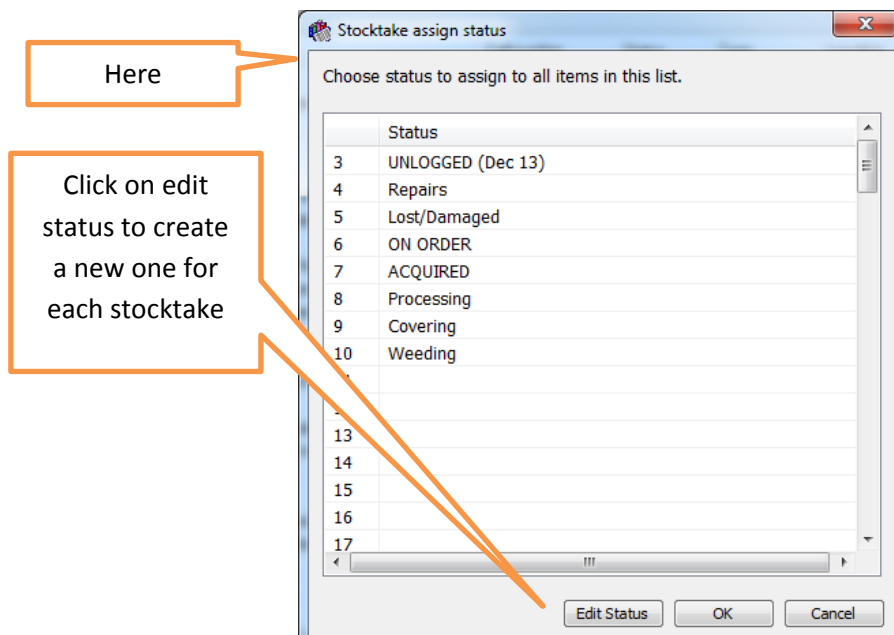 Stocktake assign status
Here
Choose status to assign to all items in this list.
Status
3 UNLOGGED (Dec 13)
4 Repairs
5 Lost/Damaged
6 ON ORDER
7 ACQUIRED
8 Processing
9 Covering
10 Weeding
13
14
15
16
17
Click on edit
status to create
a new one for
each stocktake
Edit Status OK Cancel